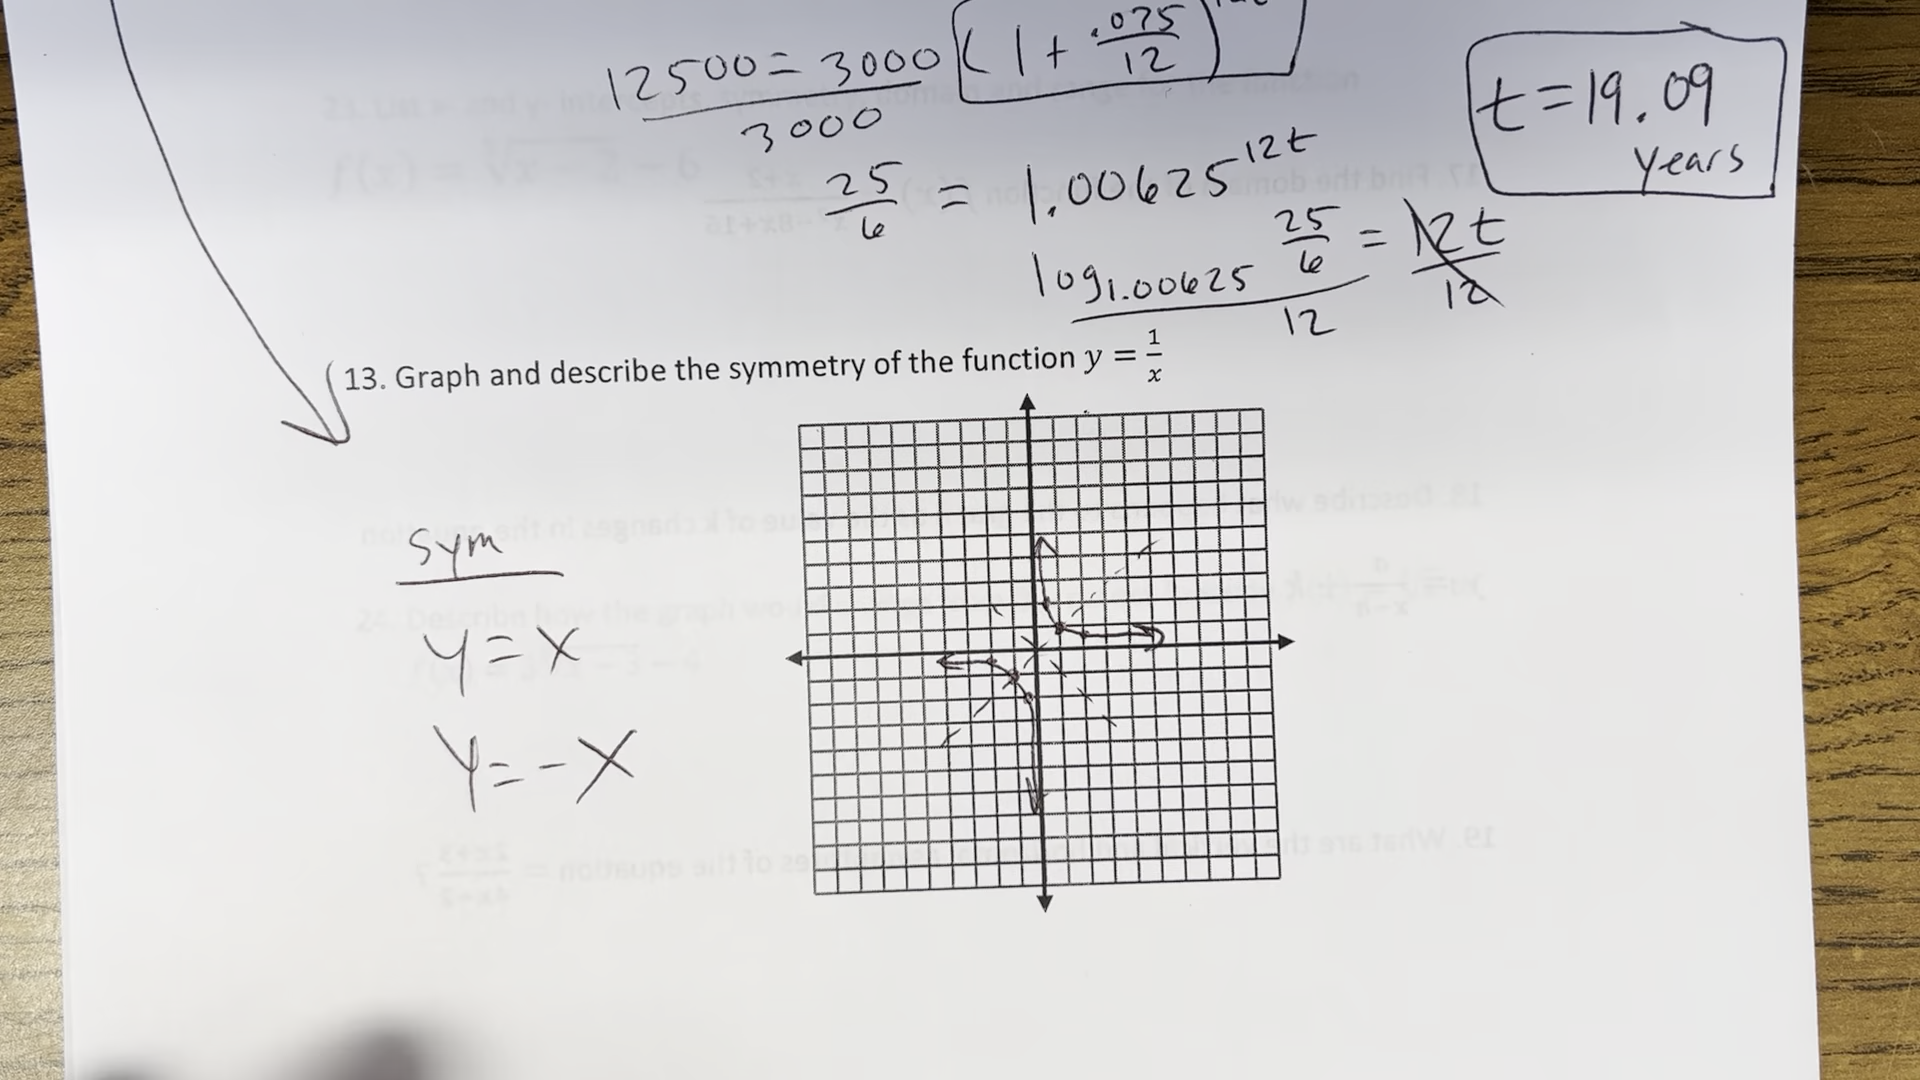 12500 = 3000 ( 1 + .075/12 )
3000
25/6 = 1.00625^12t
log₁.₀₀₆₂₅ 25/6 = 12t
12 12
t = 19.09
years
13. Graph and describe the symmetry of the function y = 1/x
sym
y = x
y = -x